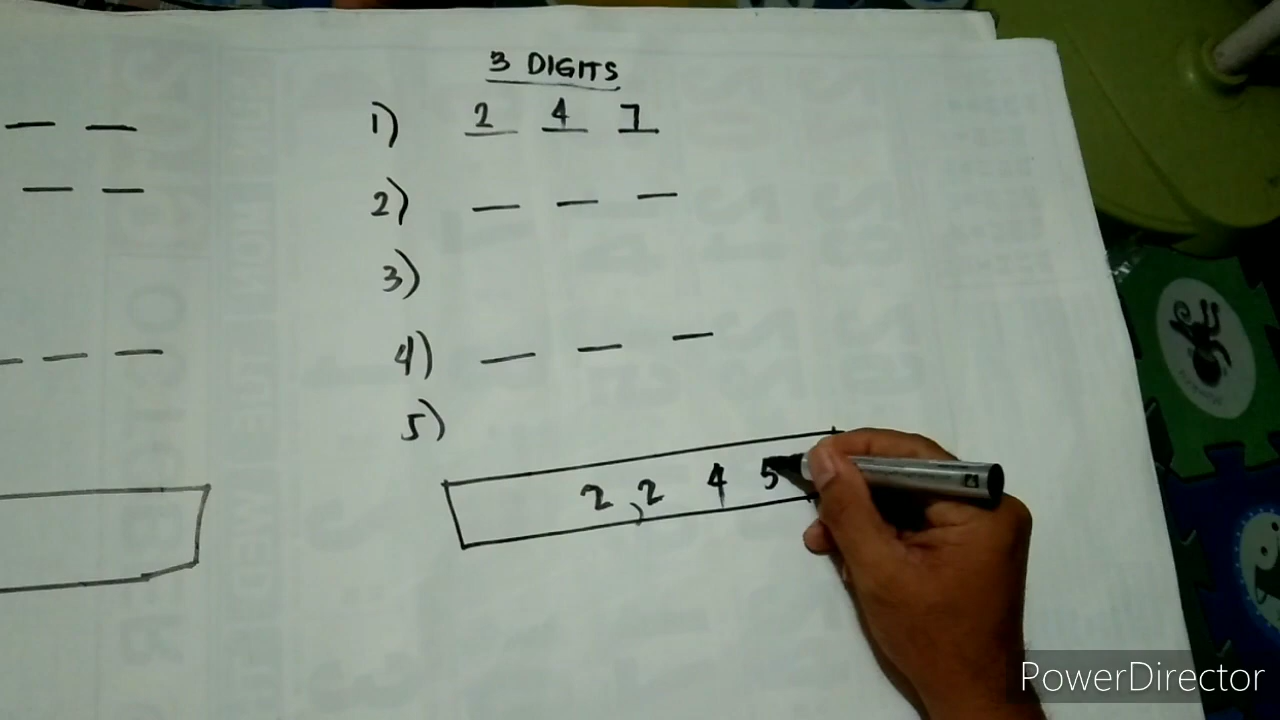 3 DIGITS
1) 2 4 7
2) _ _ _
3)
4) _ _ _
5)
2,2 4 5
PowerDirector